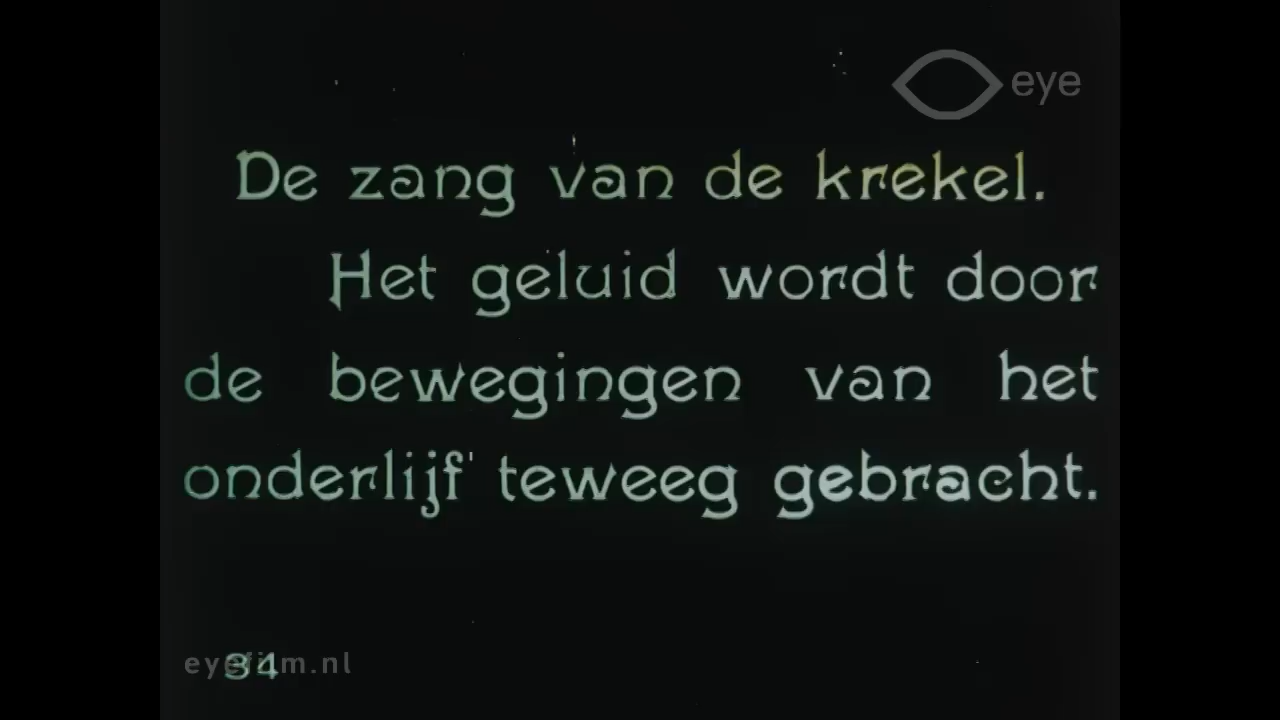 eye
De zang van de krekel.
Het geluid wordt door
de bewegingen van het
onderlijf teweeg gebracht.
34
eyefilm.nl